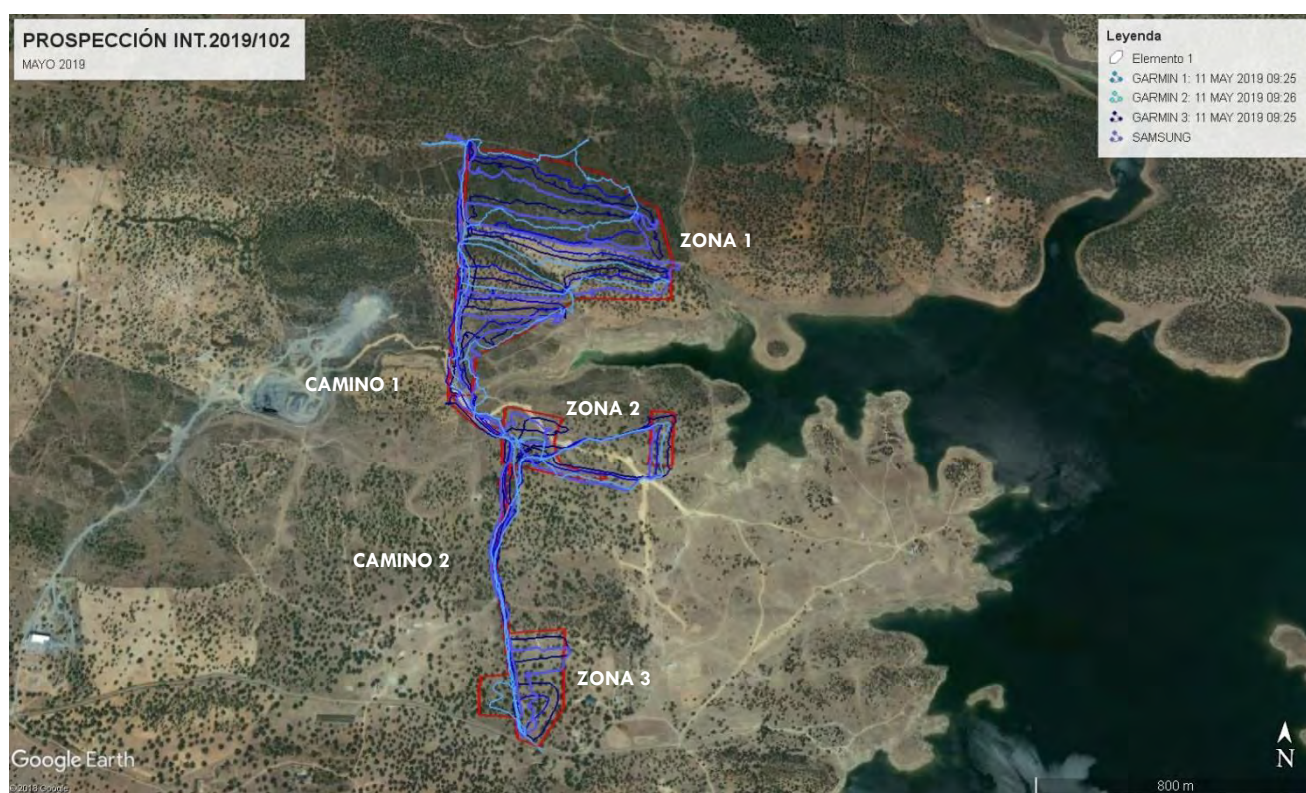 PROSPECCIÓN INT.2019/102
MAYO 2019
Leyenda
Elemento 1
GARMIN 1: 11 MAY 2019 09:25
GARMIN 2: 11 MAY 2019 09:26
GARMIN 3: 11 MAY 2019 09:25
SAMSUNG
ZONA 1
CAMINO 1
ZONA 2
CAMINO 2
ZONA 3
Google Earth
©2018 Google
N
800 m